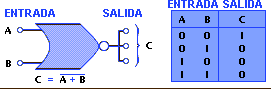 ENTRADA SALIDA
A
B
C
C = A + B
ENTRADA SALIDA
A B C
0 0 1
0 1 0
1 0 0
1 1 0